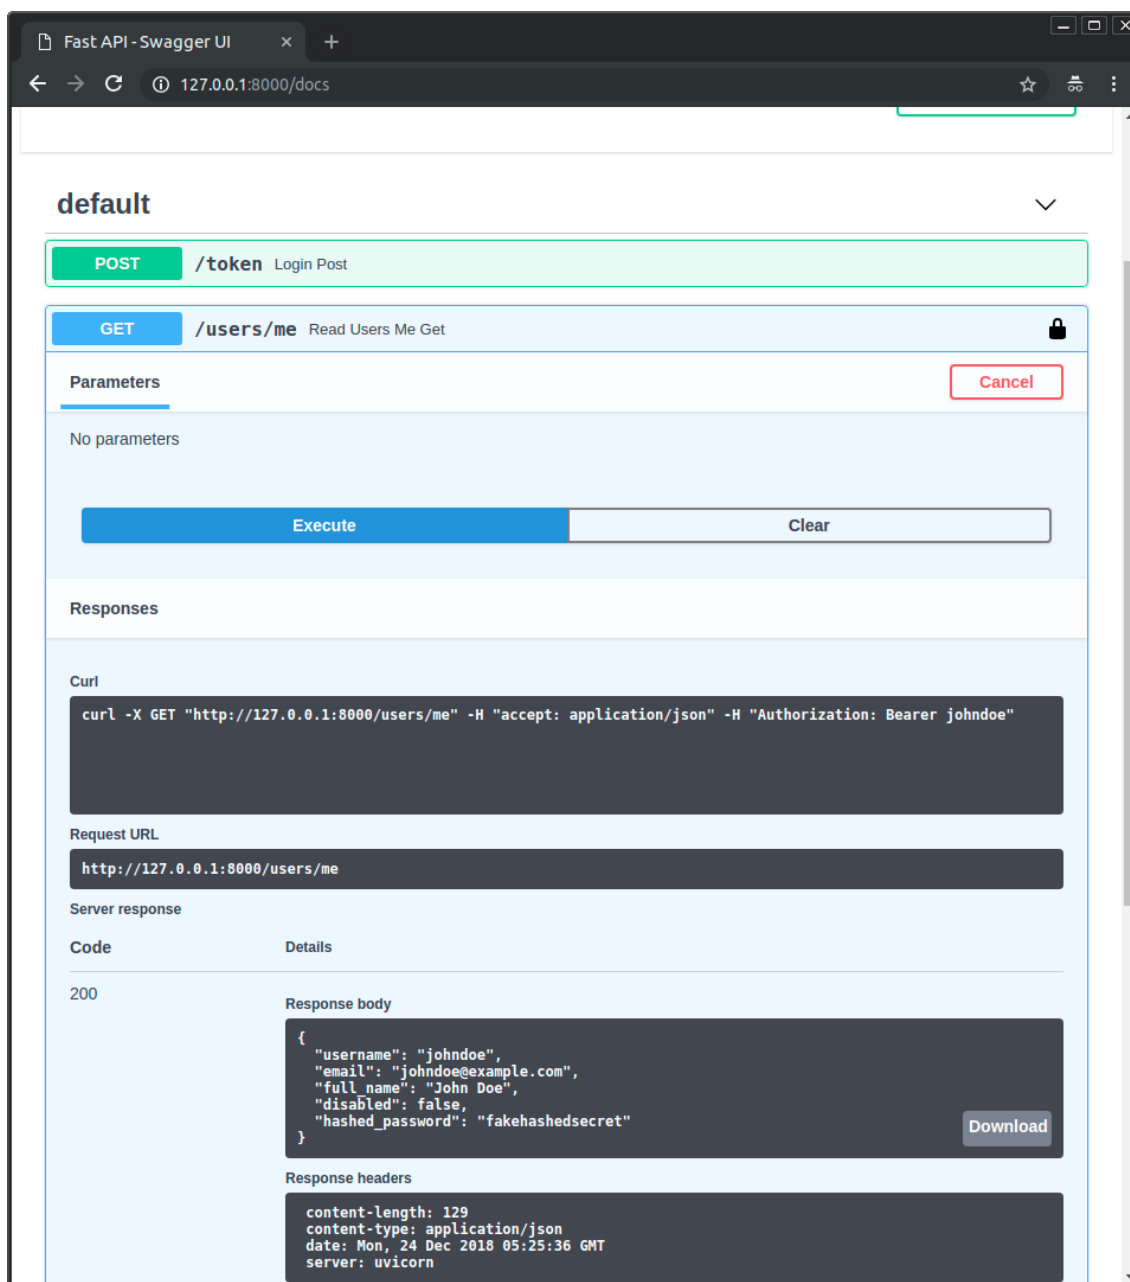 Fast API - Swagger UI
127.0.0.1:8000/docs
default
POST /token Login Post
GET /users/me Read Users Me Get
Parameters Cancel
No parameters
Execute Clear
Responses
Curl
curl -X GET "http://127.0.0.1:8000/users/me" -H "accept: application/json" -H "Authorization: Bearer johndoe"
Request URL
http://127.0.0.1:8000/users/me
Server response
Code Details
200
Response body
{
  "username": "johndoe",
  "email": "johndoe@example.com",
  "full_name": "John Doe",
  "disabled": false,
  "hashed_password": "fakehashedsecret"
}
Download
Response headers
content-length: 129
content-type: application/json
date: Mon, 24 Dec 2018 05:25:36 GMT
server: uvicorn